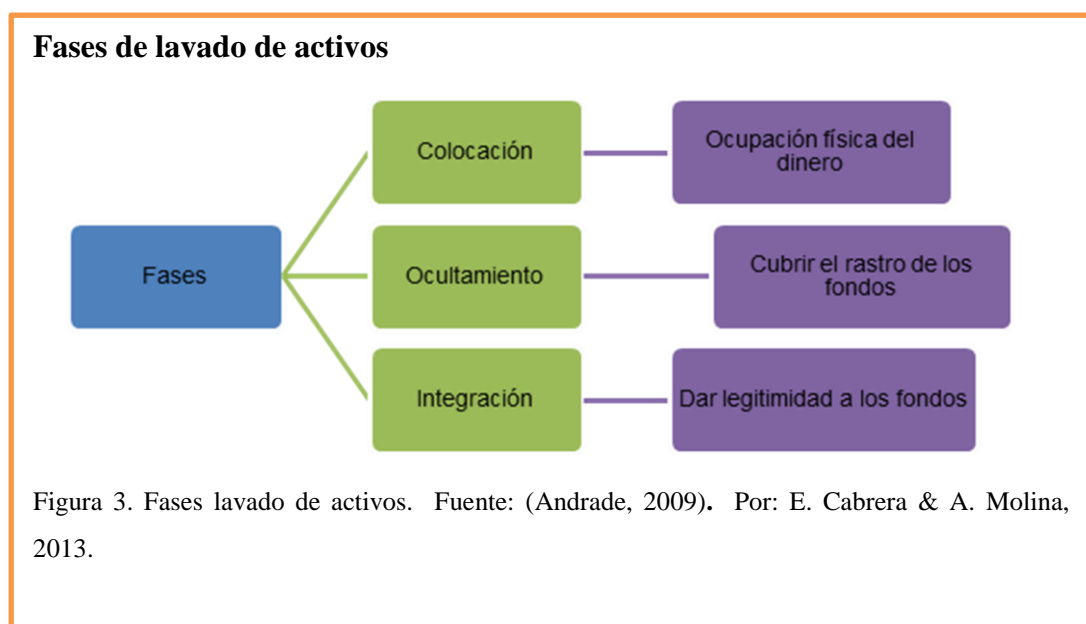 Fases de lavado de activos
Fases
Colocación
Ocupación física del
dinero
Ocultamiento
Cubrir el rastro de los
fondos
Integración
Dar legitimidad a los fondos
Figura 3. Fases lavado de activos. Fuente: (Andrade, 2009). Por: E. Cabrera & A. Molina,
2013.